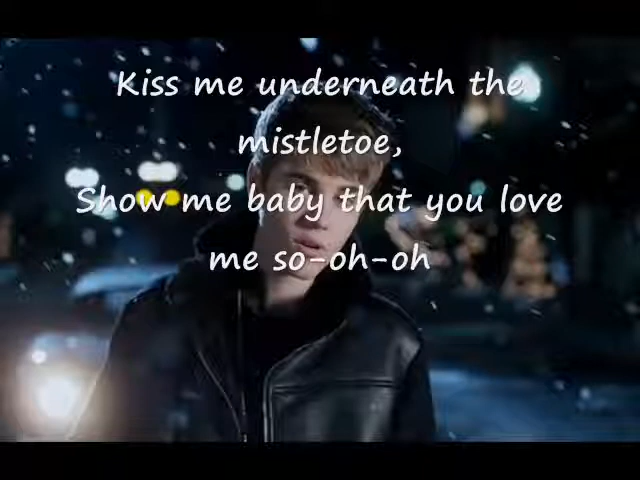 Kiss me underneath the
mistletoe,
Show me baby that you love
me so-oh-oh